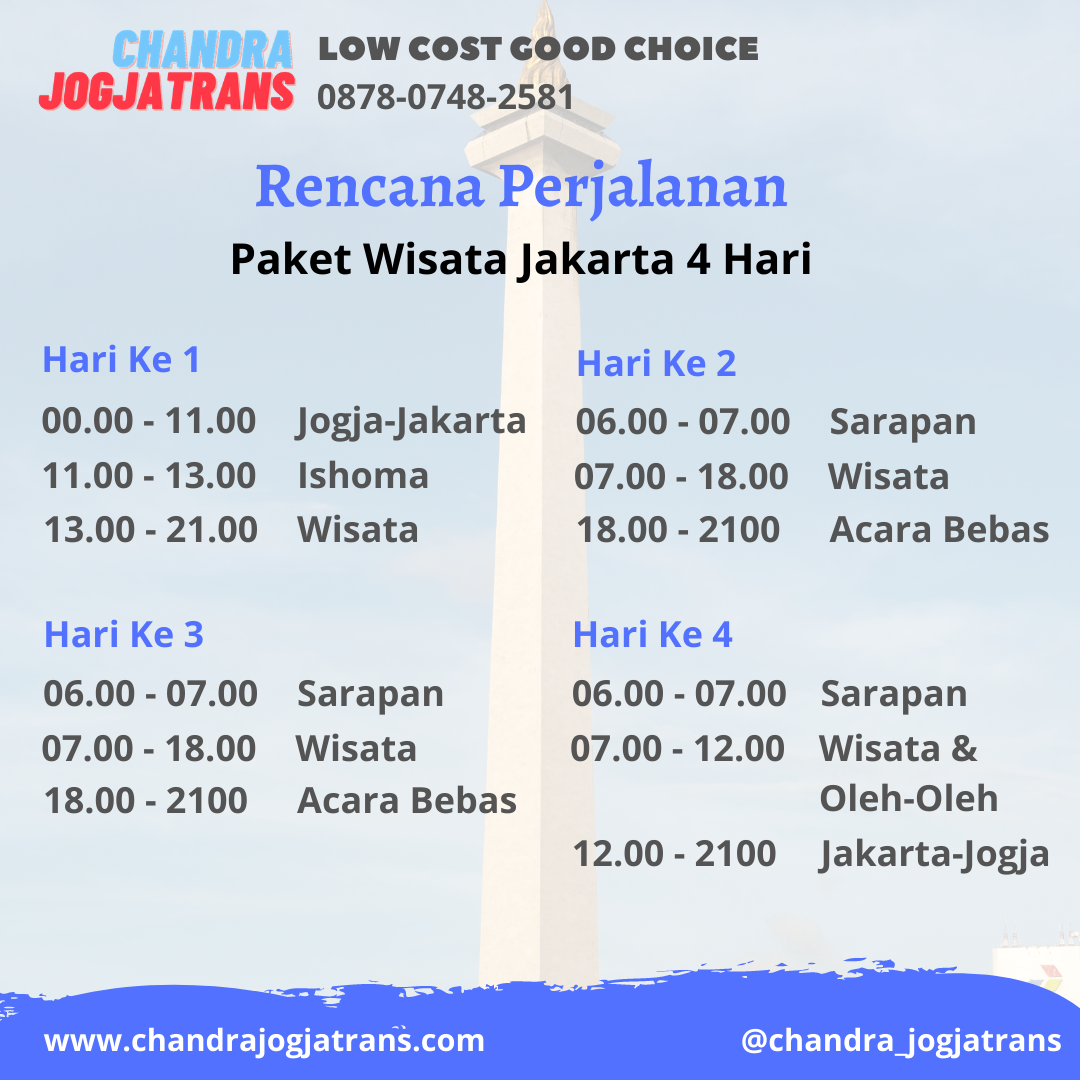 CHANDRA
JOGJATRANS
LOW COST GOOD CHOICE
0878-0748-2581
Rencana Perjalanan
Paket Wisata Jakarta 4 Hari
Hari Ke 1
00.00 - 11.00 Jogja-Jakarta
11.00 - 13.00 Ishoma
13.00 - 21.00 Wisata
Hari Ke 2
06.00 - 07.00 Sarapan
07.00 - 18.00 Wisata
18.00 - 2100 Acara Bebas
Hari Ke 3
06.00 - 07.00 Sarapan
07.00 - 18.00 Wisata
18.00 - 2100 Acara Bebas
Hari Ke 4
06.00 - 07.00 Sarapan
07.00 - 12.00 Wisata &
Oleh-Oleh
12.00 - 2100 Jakarta-Jogja
www.chandrajogjatrans.com
@chandra_jogjatrans